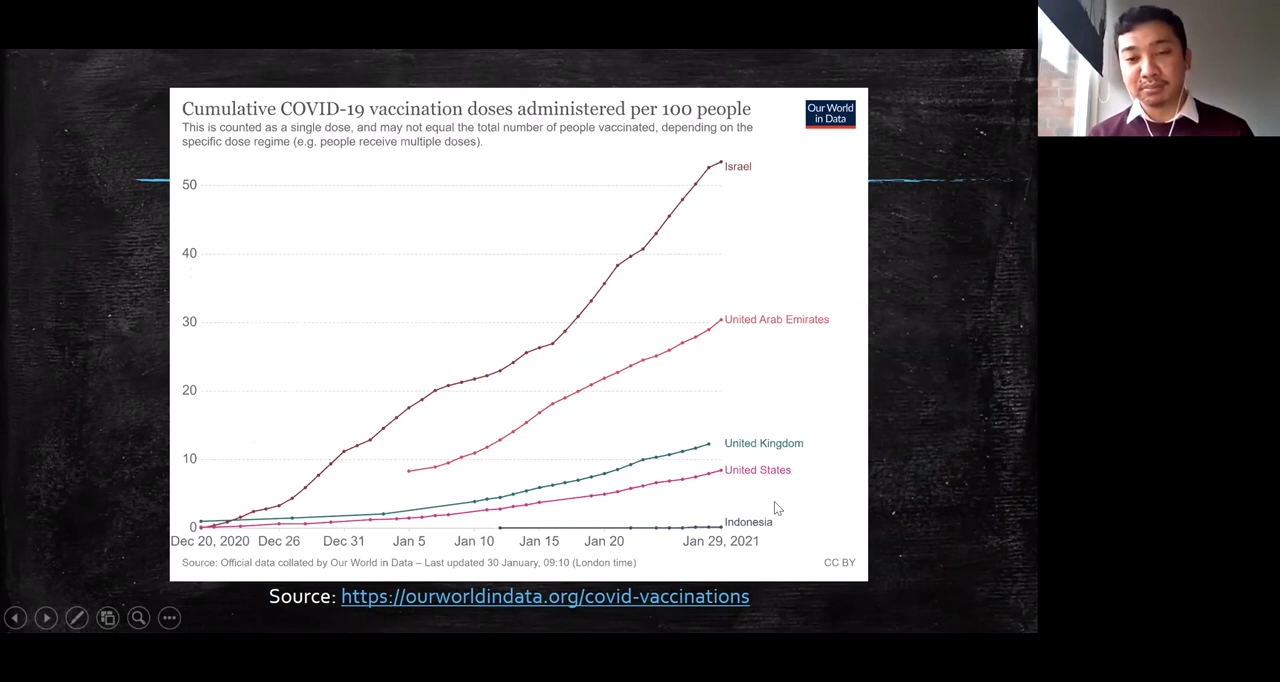 Cumulative COVID-19 vaccination doses administered per 100 people
This is counted as a single dose, and may not equal the total number of people vaccinated, depending on the
specific dose regime (e.g. people receive multiple doses).
Our World
in Data
50
40
30
20
10
0
Israel
United Arab Emirates
United Kingdom
United States
Indonesia
Dec 20, 2020 Dec 26 Dec 31 Jan 5 Jan 10 Jan 15 Jan 20 Jan 29, 2021
Source: Official data collated by Our World in Data – Last updated 30 January, 09:10 (London time)
CC BY
Source: https://ourworldindata.org/covid-vaccinations